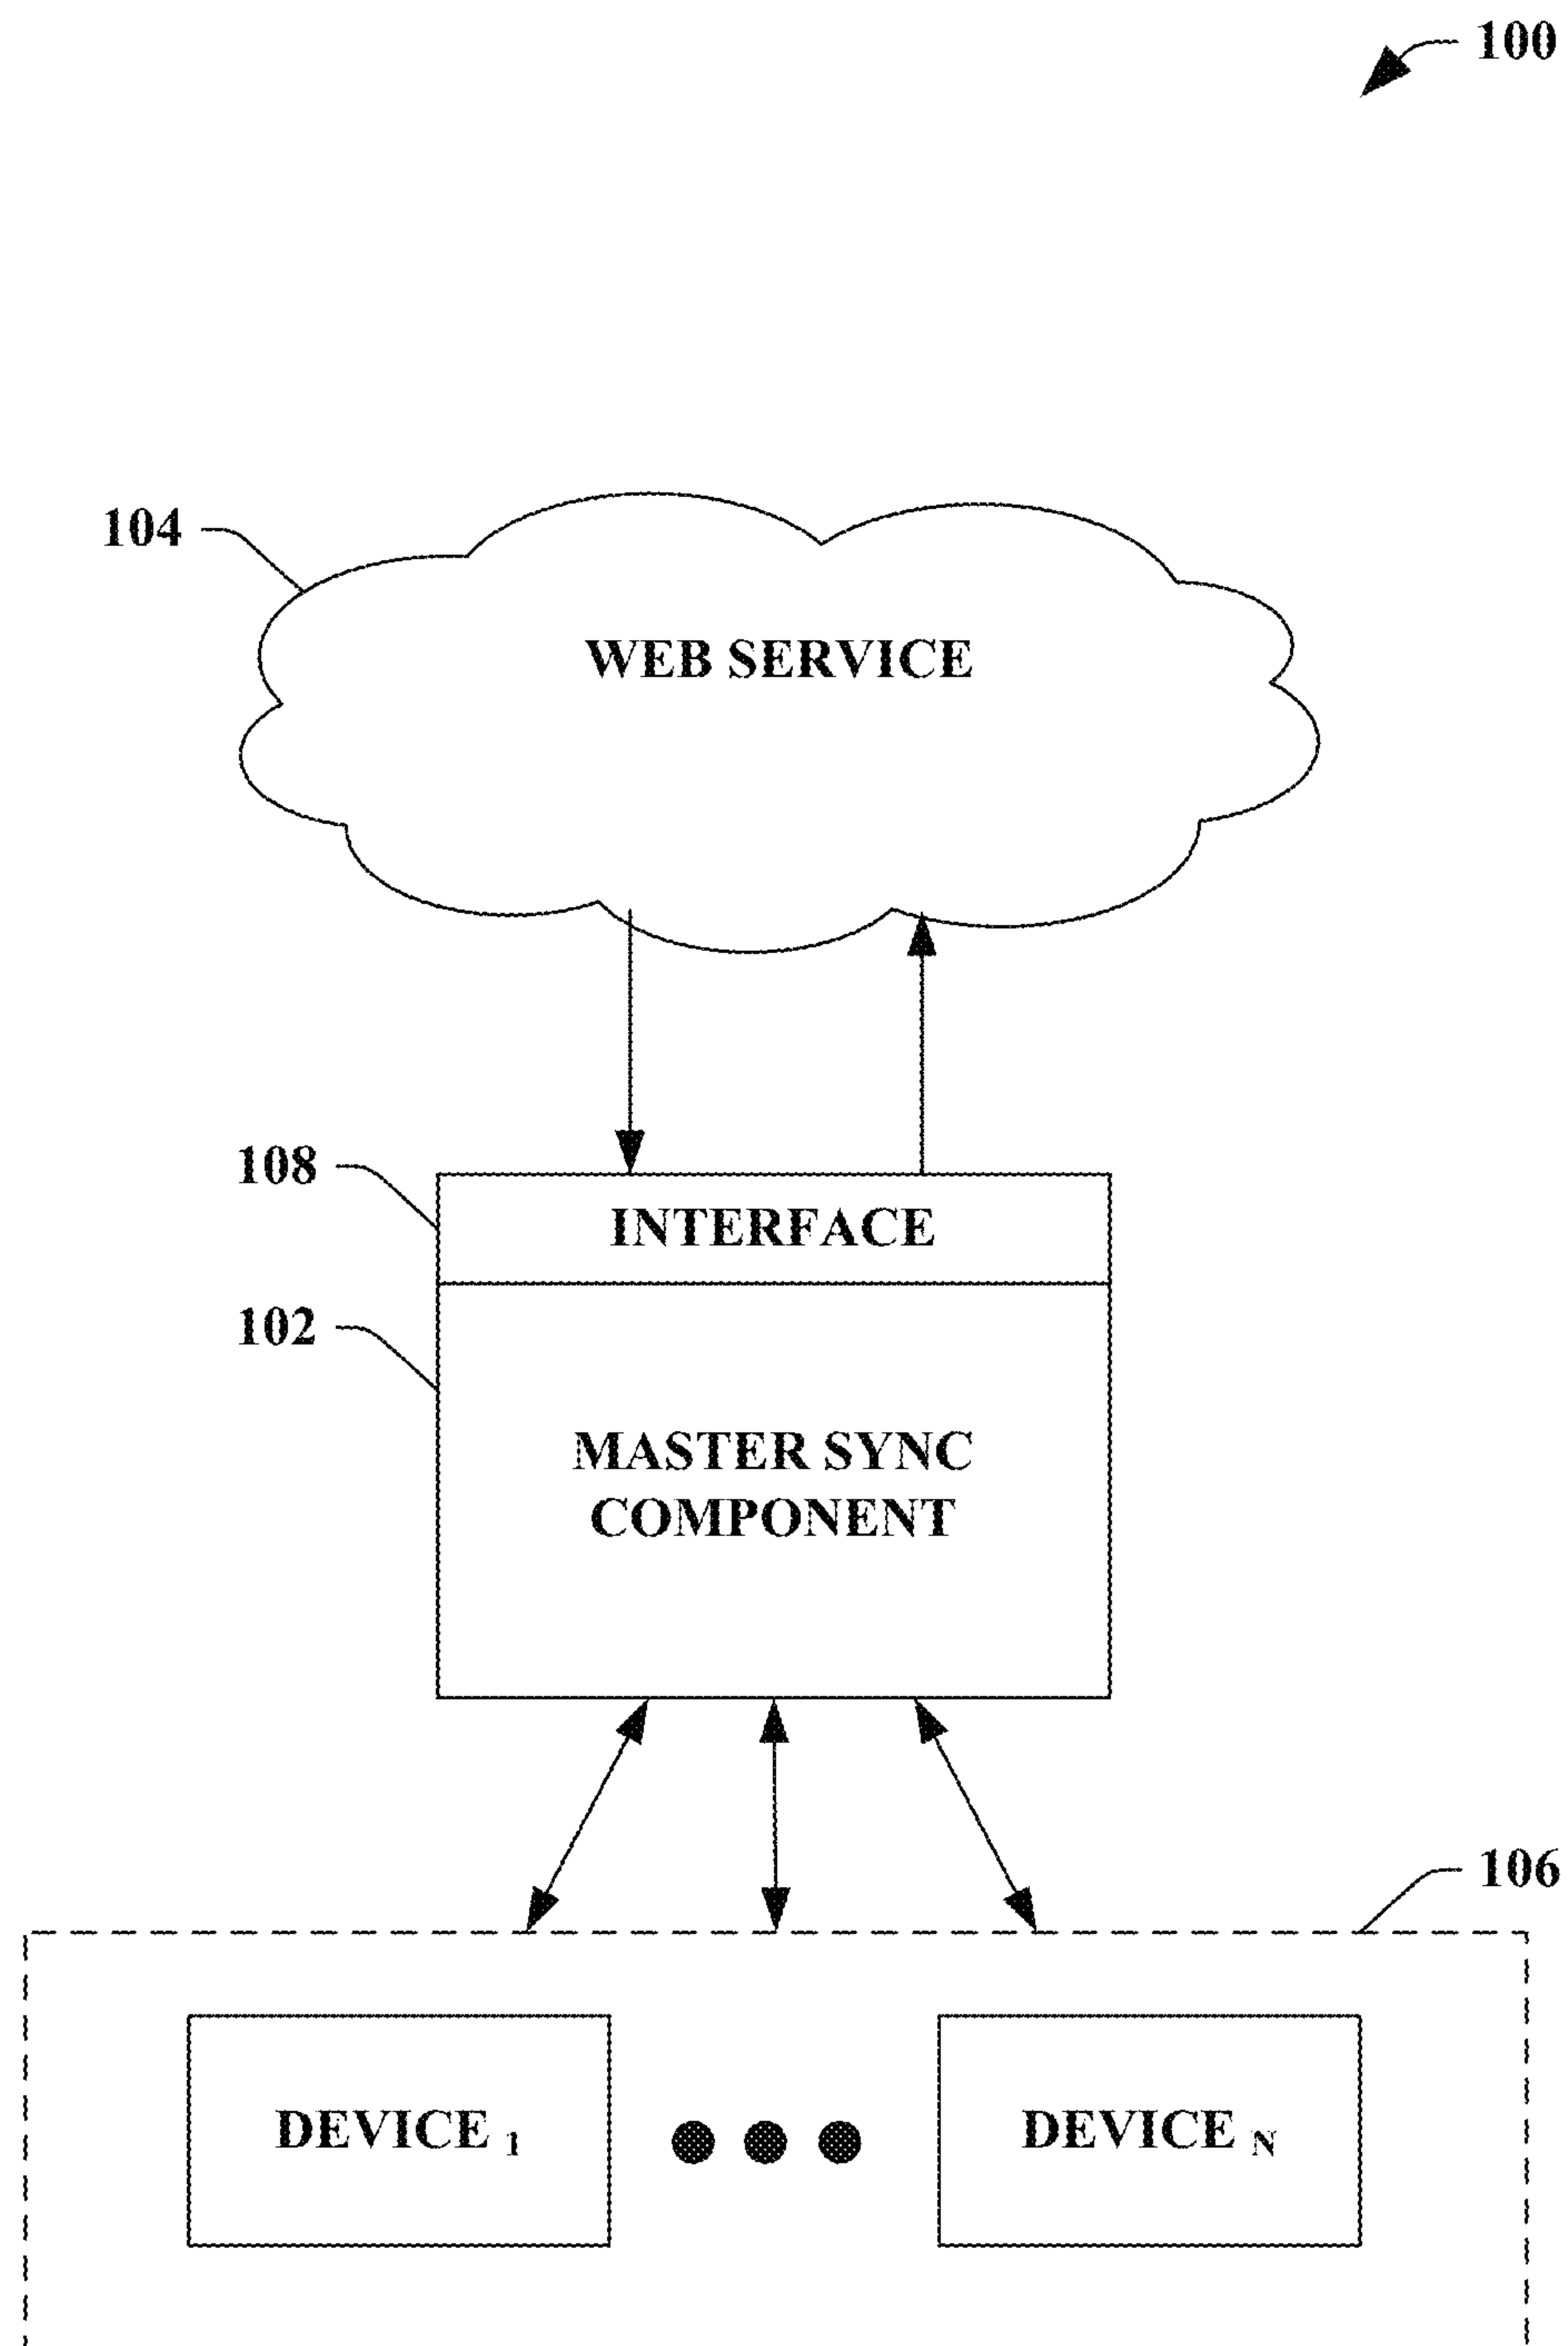 100
104
WEB SERVICE
108
INTERFACE
102
MASTER SYNC
COMPONENT
106
DEVICE 1
DEVICE N